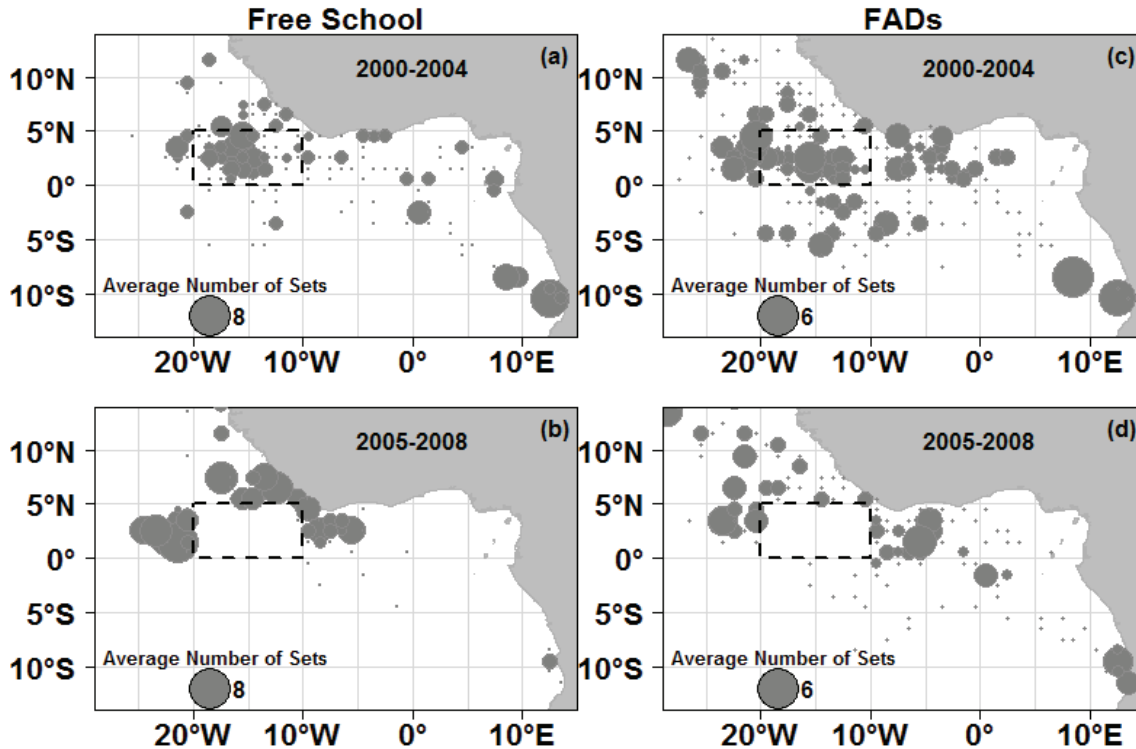 Free School
FADs
(a)
2000-2004
10°N
5°N
0°
5°S
10°S
Average Number of Sets
8
20°W 10°W 0° 10°E
(c)
2000-2004
10°N
5°N
0°
5°S
10°S
Average Number of Sets
6
20°W 10°W 0° 10°E
(b)
2005-2008
10°N
5°N
0°
5°S
10°S
Average Number of Sets
8
20°W 10°W 0° 10°E
(d)
2005-2008
10°N
5°N
0°
5°S
10°S
Average Number of Sets
6
20°W 10°W 0° 10°E